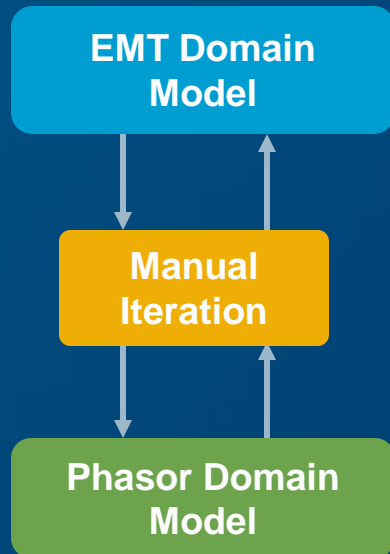 EMT Domain
Model
Manual
Iteration
Phasor Domain
Model